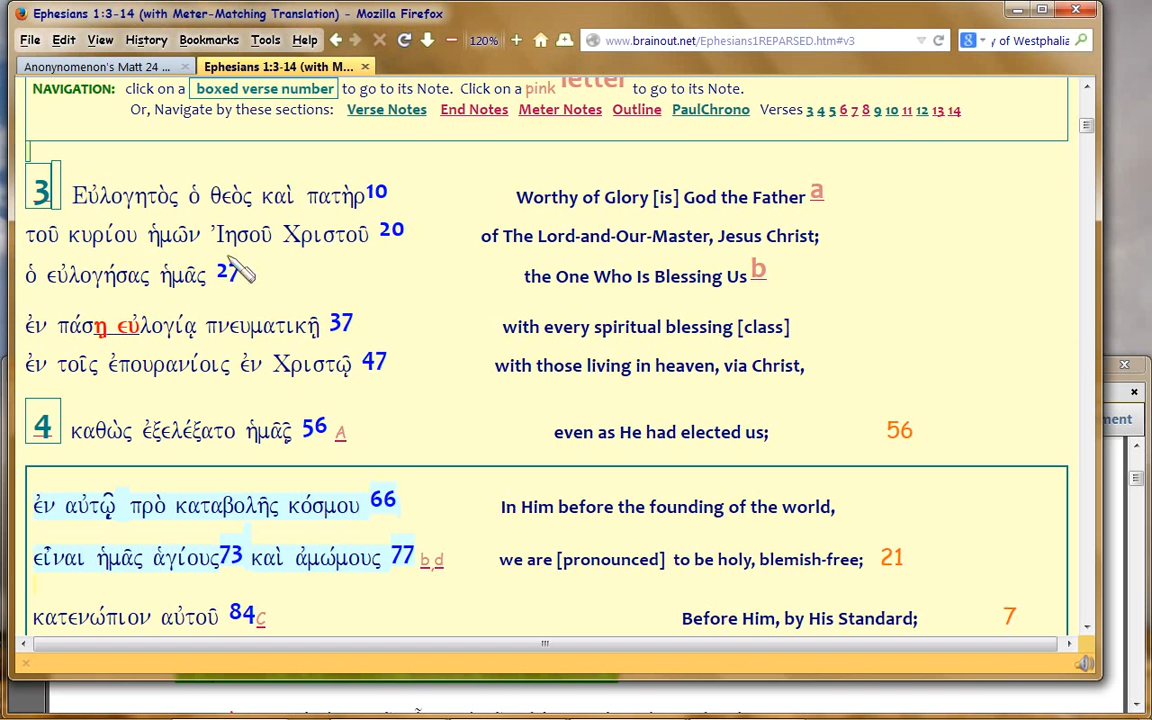 Ephesians 1:3-14 (with Meter-Matching Translation) - Mozilla Firefox
File Edit View History Bookmarks Tools Help 120% www.brainout.net/Ephesians1REPARSED.htm#v3 y of Westphalia
Anonynomenon's Matt 24 ... Ephesians 1:3-14 (with M...
NAVIGATION: click on a boxed verse number to go to its Note. Click on a pink letter to go to its Note.
Or, Navigate by these sections: Verse Notes End Notes Meter Notes Outline PaulChrono Verses 3 4 5 6 7 8 9 10 11 12 13 14
3 Εὐλογητὸς ὁ θεὸς καὶ πατὴρ10 Worthy of Glory [is] God the Father a
τοῦ κυρίου ἡμῶν Ἰησοῦ Χριστοῦ 20 of The Lord-and-Our-Master, Jesus Christ;
ὁ εὐλογήσας ἡμᾶς 27 the One Who Is Blessing Us b
ἐν πάσῃ εὐλογίᾳ πνευματικῇ 37 with every spiritual blessing [class]
ἐν τοῖς ἐπουρανίοις ἐν Χριστῷ 47 with those living in heaven, via Christ,
4 καθὼς ἐξελέξατο ἡμᾶς 56 A even as He had elected us; 56
ἐν αὐτῷ πρὸ καταβολῆς κόσμου 66 In Him before the founding of the world,
εἶναι ἡμᾶς ἁγίους73 καὶ ἀμώμους 77 b,d we are [pronounced] to be holy, blemish-free; 21
κατενώπιον αὐτοῦ 84C Before Him, by His Standard; 7
ment